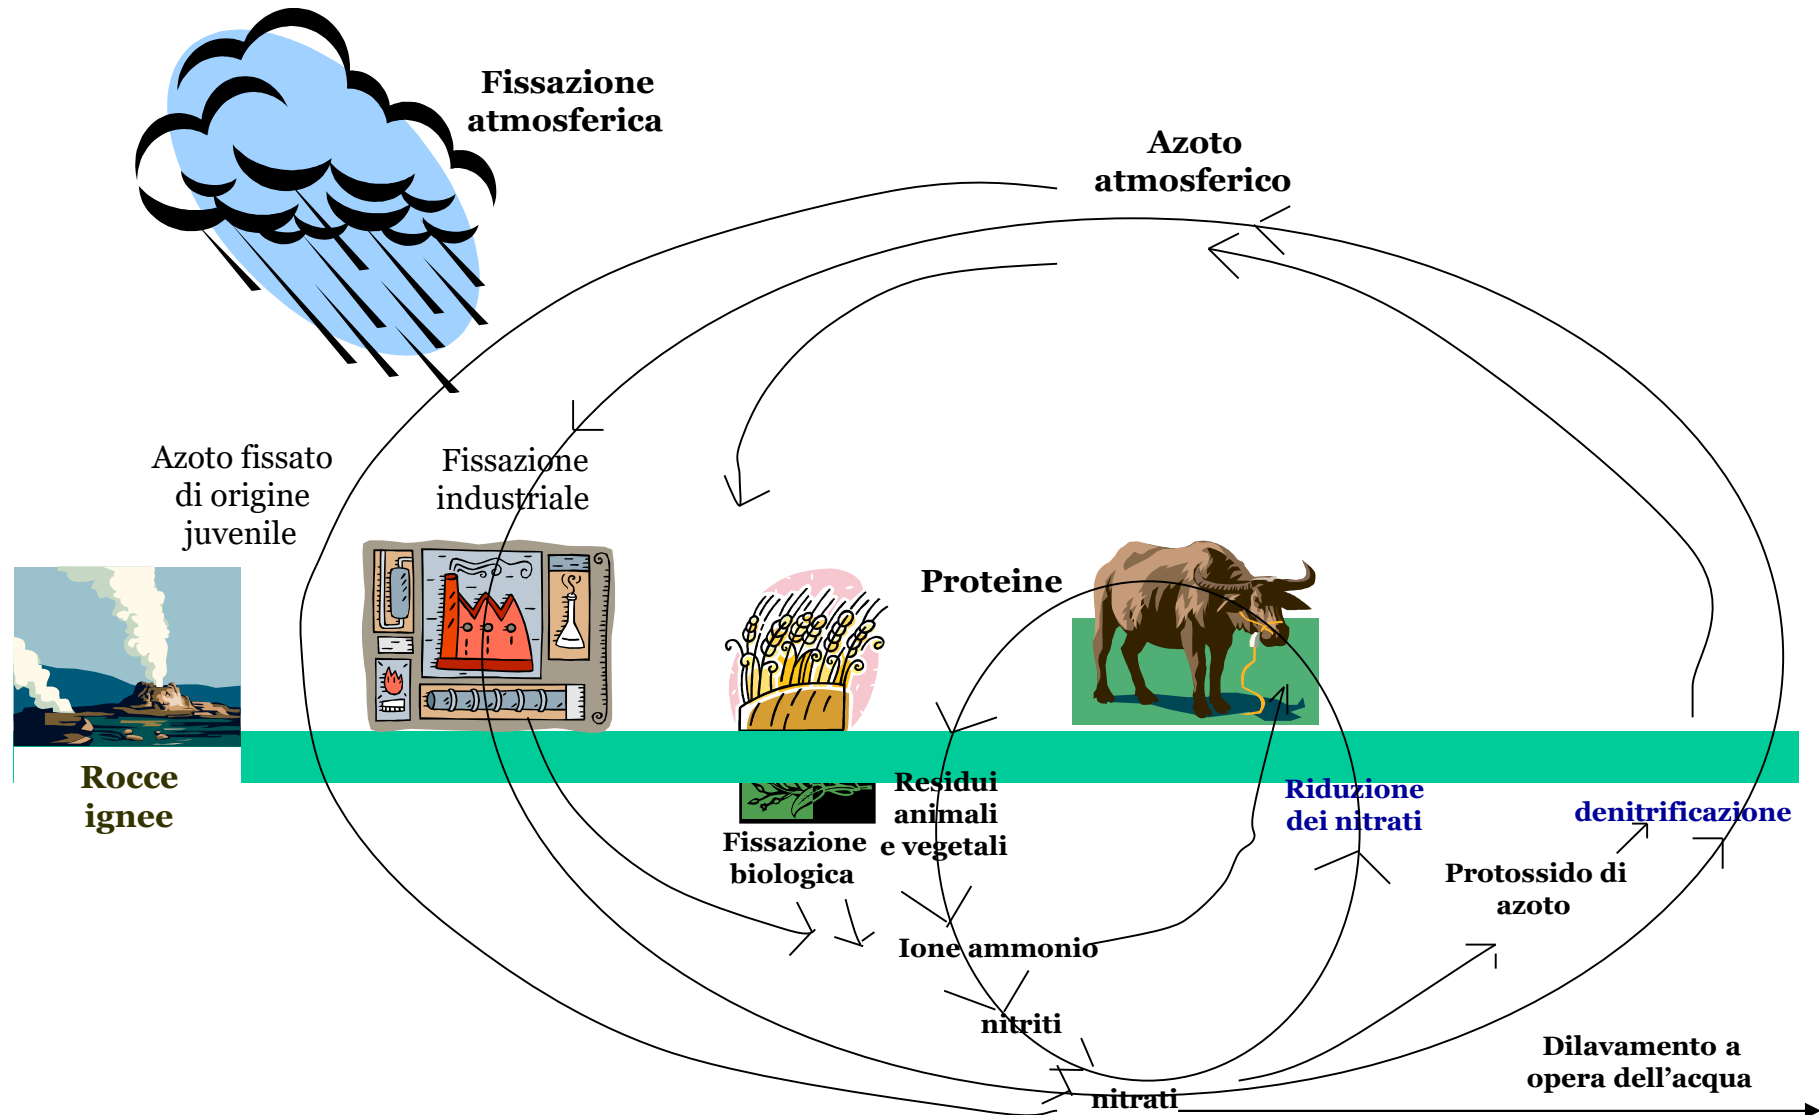 Fissazione
atmosferica
Azoto
atmosferico
Azoto fissato
di origine
juvenile
Fissazione
industriale
Proteine
Rocce
ignee
Residui
animali
e vegetali
Fissazione
biologica
Riduzione
dei nitrati
denitrificazione
Protossido di
azoto
Ione ammonio
nitriti
Dilavamento a
opera dell’acqua
nitrati